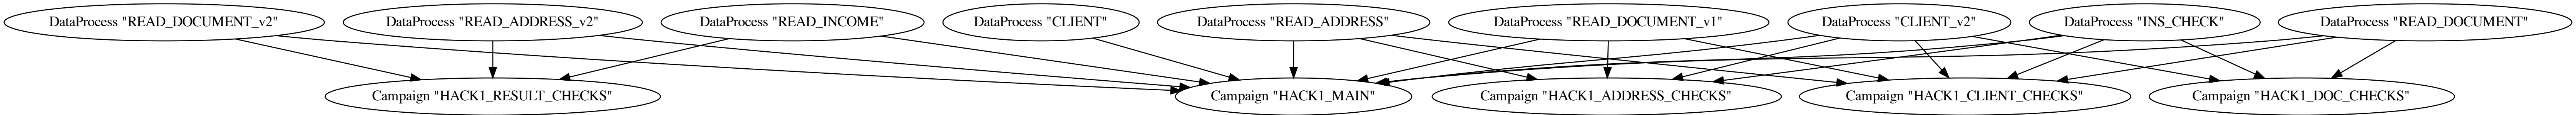 DataProcess "READ_DOCUMENT_v2"
DataProcess "READ_ADDRESS_v2"
DataProcess "READ_INCOME"
DataProcess "CLIENT"
DataProcess "READ_ADDRESS"
DataProcess "READ_DOCUMENT_v1"
DataProcess "CLIENT_v2"
DataProcess "INS_CHECK"
DataProcess "READ_DOCUMENT"
Campaign "HACK1_RESULT_CHECKS"
Campaign "HACK1_MAIN"
Campaign "HACK1_ADDRESS_CHECKS"
Campaign "HACK1_CLIENT_CHECKS"
Campaign "HACK1_DOC_CHECKS"